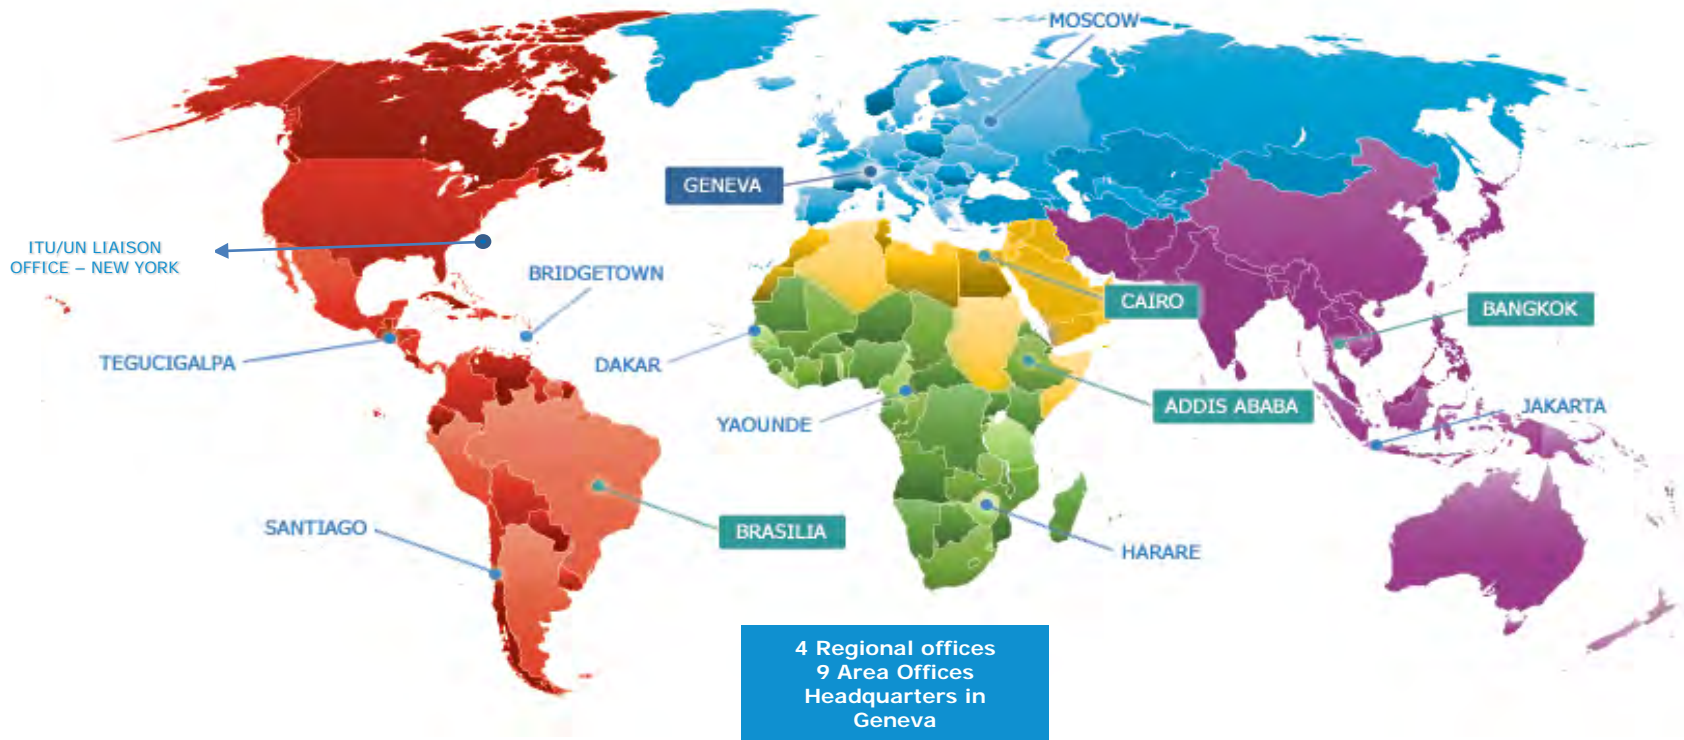 MOSCOW
GENEVA
ITU/UN LIAISON
OFFICE – NEW YORK
BRIDGETOWN
CAIRO
BANGKOK
TEGUCIGALPA
DAKAR
ADDIS ABABA
JAKARTA
YAOUNDE
SANTIAGO
BRASILIA
HARARE
4 Regional offices
9 Area Offices
Headquarters in
Geneva